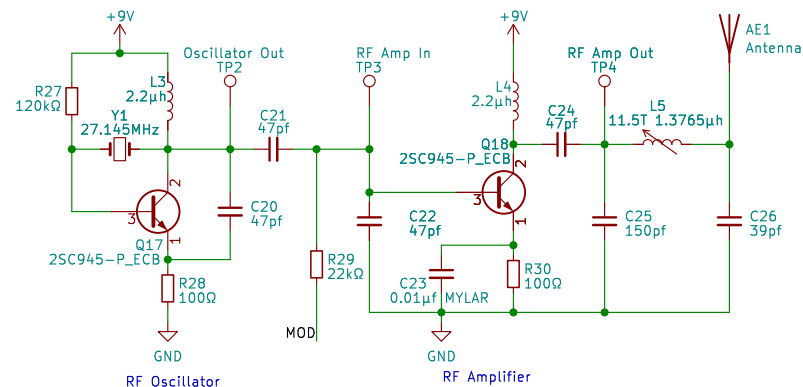 +9V
+9V
AE1
Antenna
Oscillator Out
TP2
RF Amp In
TP3
RF Amp Out
TP4
R27
120kΩ
L3
2.2µh
L4
2.2µh
Y1
27.145MHz
C21
47pf
C24
47pf
L5
11.5T 1.3765µh
Q18
2SC945-P_ECB
2
3
1
2
3
1
Q17
2SC945-P_ECB
C20
47pf
C22
47pf
C25
150pf
C26
39pf
R28
100Ω
R29
22kΩ
C23
0.01µf MYLAR
R30
100Ω
MOD
GND
GND
RF Oscillator
RF Amplifier